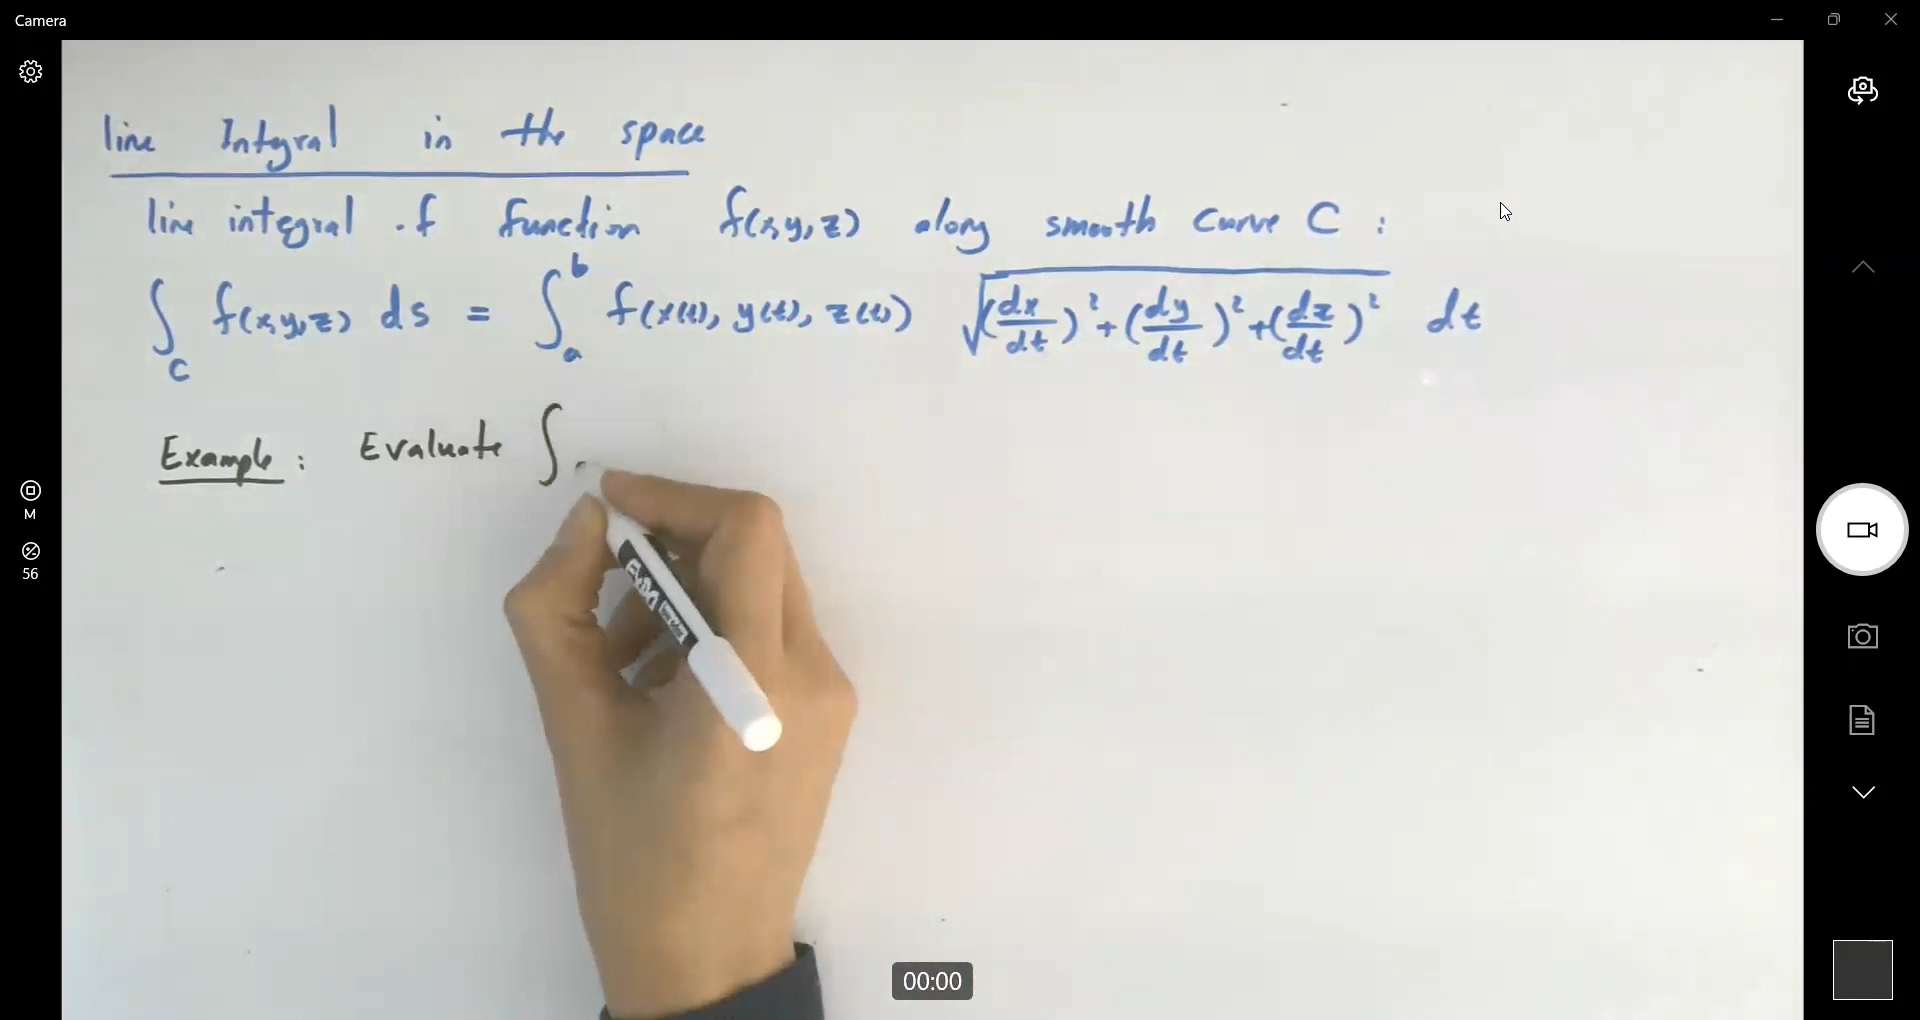 Camera
line Integral in the space
line integral of function f(x,y,z) along smooth curve C :
∫_C f(x,y,z) ds = ∫_a^b f(x(t), y(t), z(t)) √((dx/dt)² + (dy/dt)² + (dz/dt)²) dt
Example : Evaluate ∫
M
56
EXPO
00:00